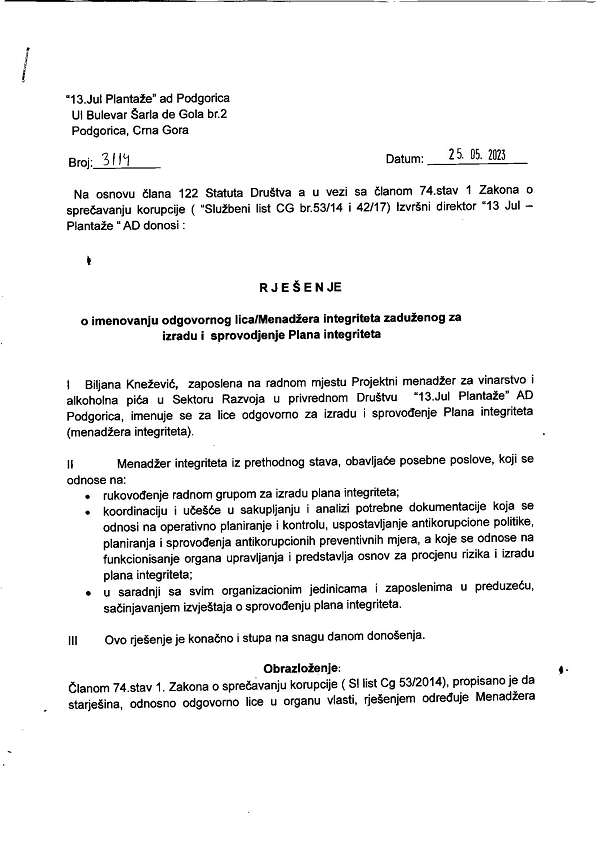 "13.Jul Plantaže" ad Podgorica
Ul Bulevar Šarla de Gola br.2
Podgorica, Crna Gora
Broj: 3114 Datum: 25. 05. 2023
Na osnovu člana 122 Statuta Društva a u vezi sa članom 74.stav 1 Zakona o
sprečavanju korupcije ( "Službeni list CG br.53/14 i 42/17) Izvršni direktor "13 Jul –
Plantaže " AD donosi :
R J E Š E N JE
o imenovanju odgovornog lica/Menadžera integriteta zaduženog za
izradu i sprovodjenje Plana integriteta
I Biljana Knežević, zaposlena na radnom mjestu Projektni menadžer za vinarstvo i
alkoholna pića u Sektoru Razvoja u privrednom Društvu "13.Jul Plantaže" AD
Podgorica, imenuje se za lice odgovorno za izradu i sprovođenje Plana integriteta
(menadžera integriteta).
II Menadžer integriteta iz prethodnog stava, obavljaće posebne poslove, koji se
odnose na:
• rukovođenje radnom grupom za izradu plana integriteta;
• koordinaciju i učešće u sakupljanju i analizi potrebne dokumentacije koja se
odnosi na operativno planiranje i kontrolu, uspostavljanje antikorupcione politike,
planiranja i sprovođenja antikorupcionih preventivnih mjera, a koje se odnose na
funkcionisanje organa upravljanja i predstavlja osnov za procjenu rizika i izradu
plana integriteta;
• u saradnji sa svim organizacionim jedinicama i zaposlenima u preduzeću,
sačinjavanjem izvještaja o sprovođenju plana integriteta.
III Ovo rješenje je konačno i stupa na snagu danom donošenja.
Obrazloženje:
Članom 74.stav 1. Zakona o sprečavanju korupcije ( Sl list Cg 53/2014), propisano je da
starješina, odnosno odgovorno lice u organu vlasti, rješenjem određuje Menadžera